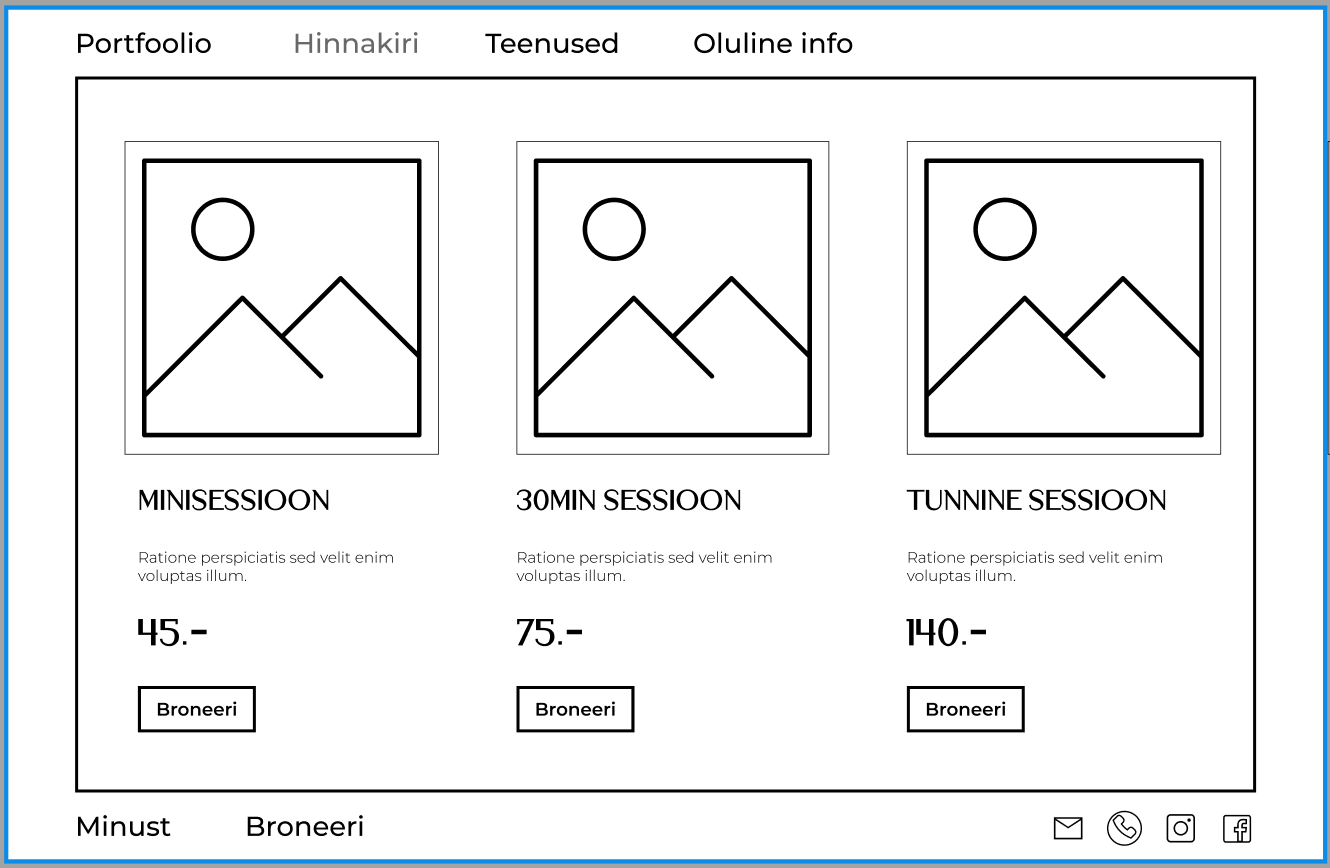 Portfoolio
Hinnakiri
Teenused
Oluline info
MINISESSIOON
Ratione perspiciatis sed velit enim
voluptas illum.
45.-
Broneeri
30MIN SESSIOON
Ratione perspiciatis sed velit enim
voluptas illum.
75.-
Broneeri
TUNNINE SESSIOON
Ratione perspiciatis sed velit enim
voluptas illum.
140.-
Broneeri
Minust
Broneeri